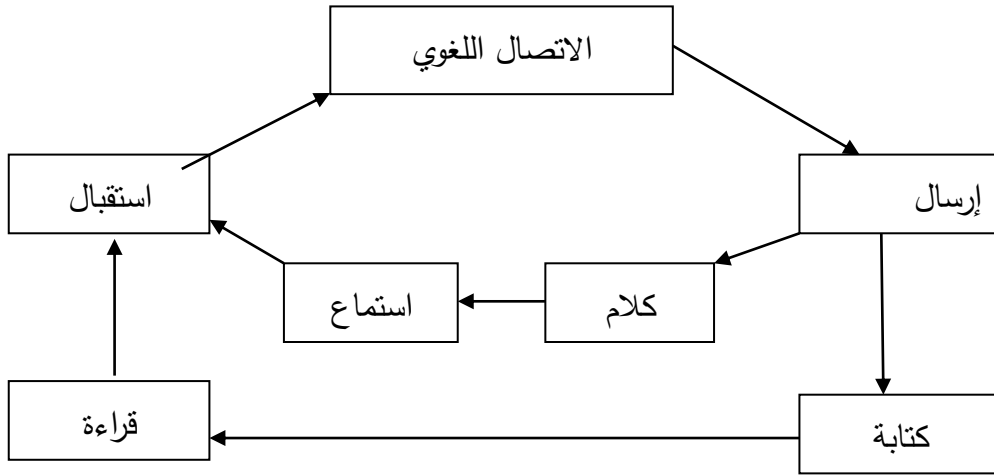 الاتصال اللغوي
إرسال
استقبال
كلام
استماع
كتابة
قراءة